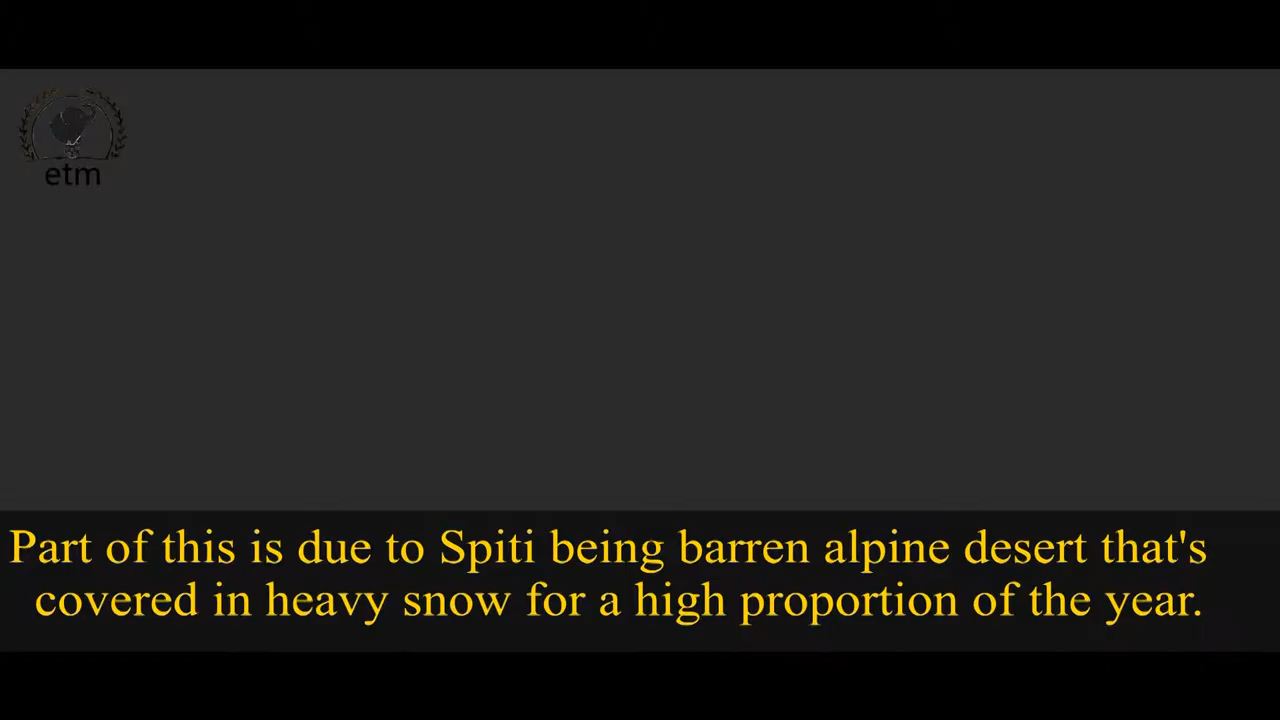 etm
Part of this is due to Spiti being barren alpine desert that's
covered in heavy snow for a high proportion of the year.